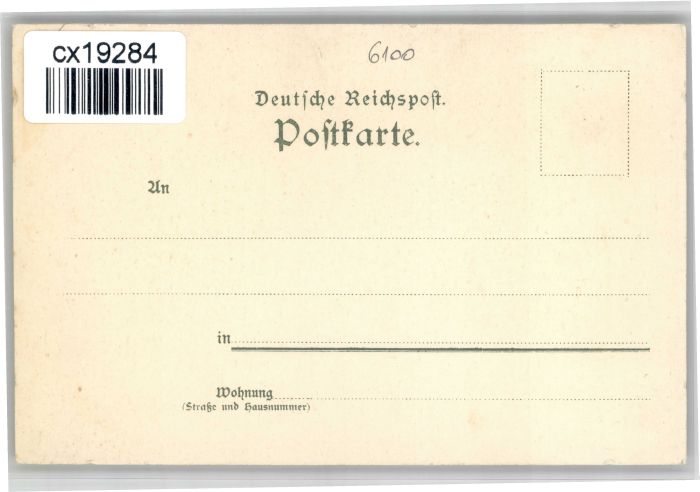 cx19284
6100
Deutſche Reichspoſt.
Poſtkarte.
An
in
Wohnung
(Straße und Hausnummer)